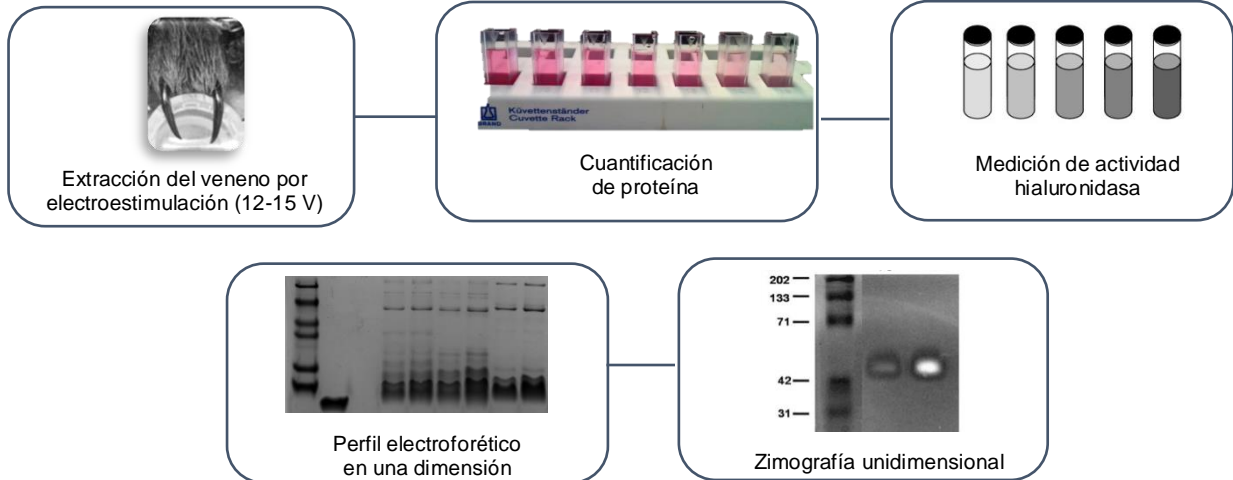 Küvettenständer
BRAND
Cuvette Rack
Extracción del veneno por
electroestimulación (12-15 V)
Cuantificación
de proteína
Medición de actividad
hialuronidasa
202
133
71
42
31
Perfil electroforético
en una dimensión
Zimografía unidimensional